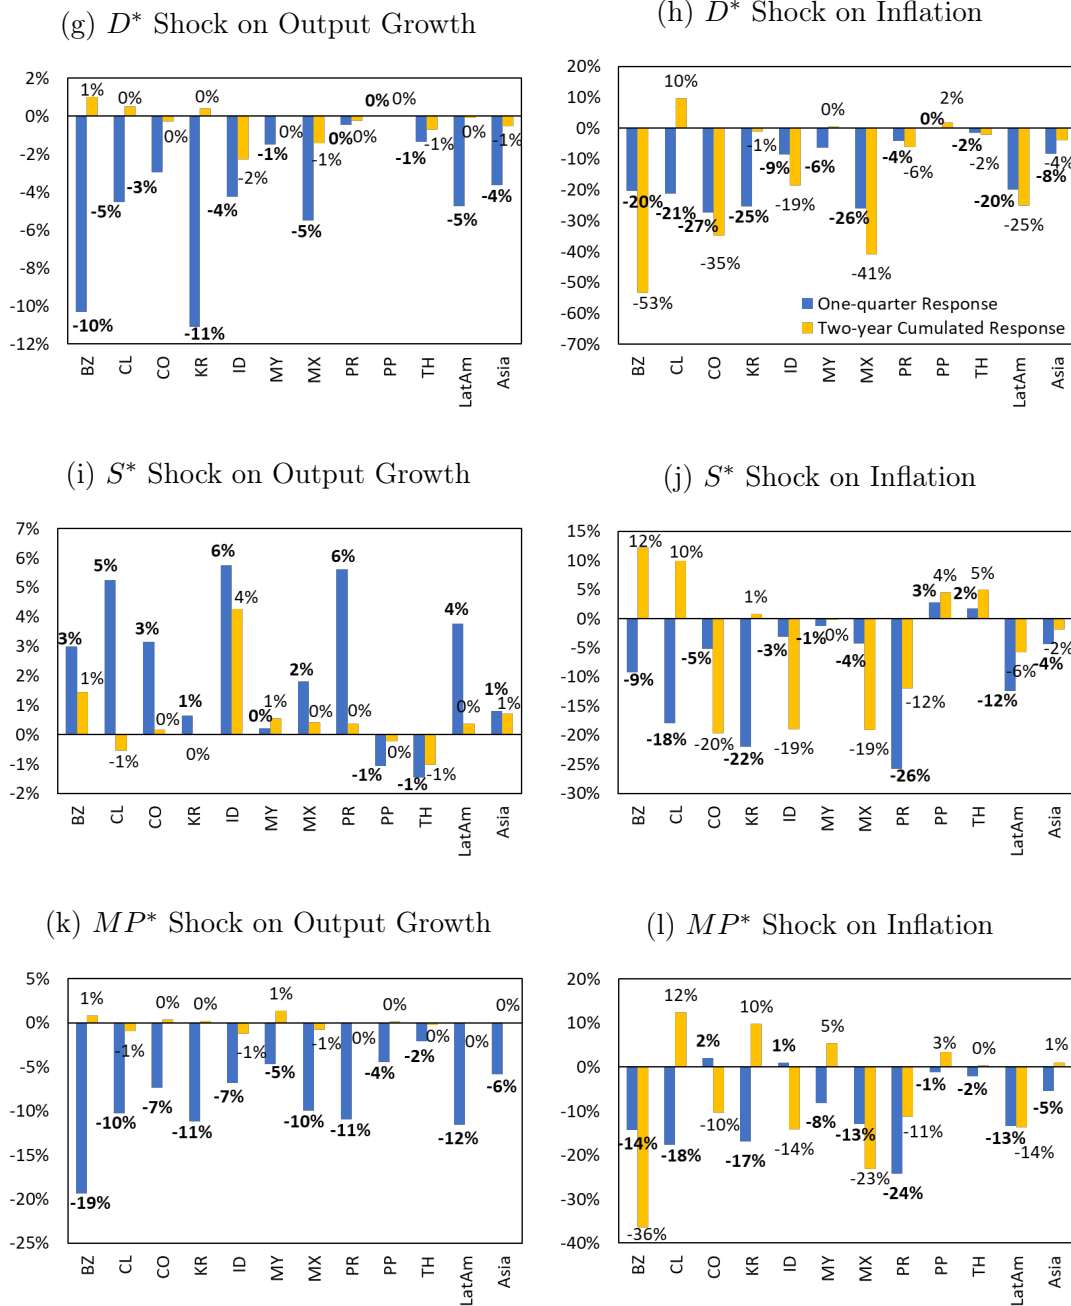 (g) D* Shock on Output Growth
2%
0%
-2%
-4%
-6%
-8%
-10%
-12%
1%
0%
0%
0%
0%
0%
0%
0%
-10%
-5%
-3%
0%
-11%
-4%
-2%
-1%
-5%
-1%
0%
-1%
-1%
-5%
-4%
-1%
BZ
CL
CO
KR
ID
MY
MX
PR
PP
TH
LatAm
Asia
(h) D* Shock on Inflation
20%
10%
0%
-10%
-20%
-30%
-40%
-50%
-60%
-70%
-20%
-53%
-21%
10%
-27%
-35%
-25%
-1%
-9%
-19%
-6%
0%
-26%
-41%
-4%
-6%
0%
2%
-2%
-2%
-20%
-25%
-8%
-4%
One-quarter Response
Two-year Cumulated Response
BZ
CL
CO
KR
ID
MY
MX
PR
PP
TH
LatAm
Asia
(i) S* Shock on Output Growth
7%
6%
5%
4%
3%
2%
1%
0%
-1%
-2%
3%
1%
5%
-1%
3%
0%
1%
0%
6%
4%
0%
1%
2%
0%
6%
0%
-1%
0%
-1%
-1%
4%
0%
1%
1%
BZ
CL
CO
KR
ID
MY
MX
PR
PP
TH
LatAm
Asia
(j) S* Shock on Inflation
15%
10%
5%
0%
-5%
-10%
-15%
-20%
-25%
-30%
-9%
12%
-18%
10%
-5%
-20%
-22%
1%
-3%
-19%
-1%
0%
-4%
-19%
-26%
-12%
3%
4%
2%
5%
-12%
-6%
-4%
-2%
BZ
CL
CO
KR
ID
MY
MX
PR
PP
TH
LatAm
Asia
(k) MP* Shock on Output Growth
5%
0%
-5%
-10%
-15%
-20%
-25%
-19%
1%
-10%
-1%
-7%
0%
-11%
0%
-7%
-1%
-5%
1%
-10%
-1%
-11%
0%
-4%
0%
-2%
0%
-12%
0%
-6%
0%
BZ
CL
CO
KR
ID
MY
MX
PR
PP
TH
LatAm
Asia
(l) MP* Shock on Inflation
20%
10%
0%
-10%
-20%
-30%
-40%
-14%
-36%
-18%
12%
2%
-10%
-17%
10%
1%
-14%
-8%
5%
-13%
-23%
-24%
-11%
-1%
3%
-2%
0%
-13%
-14%
-5%
1%
BZ
CL
CO
KR
ID
MY
MX
PR
PP
TH
LatAm
Asia